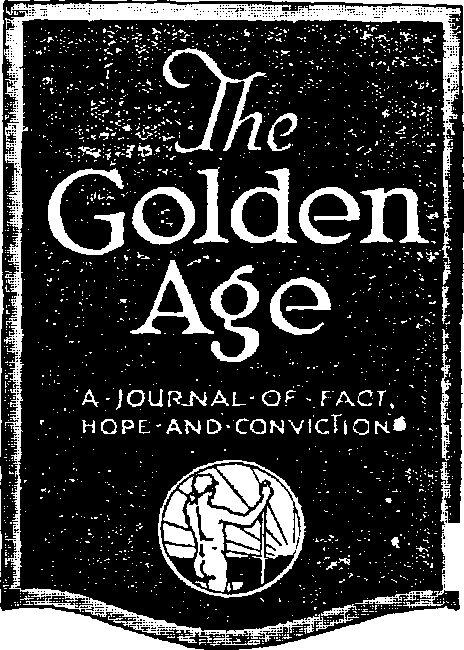 The
Golden
Age
A·JOURNAL·OF·FACT,
HOPE·AND·CONVICTION